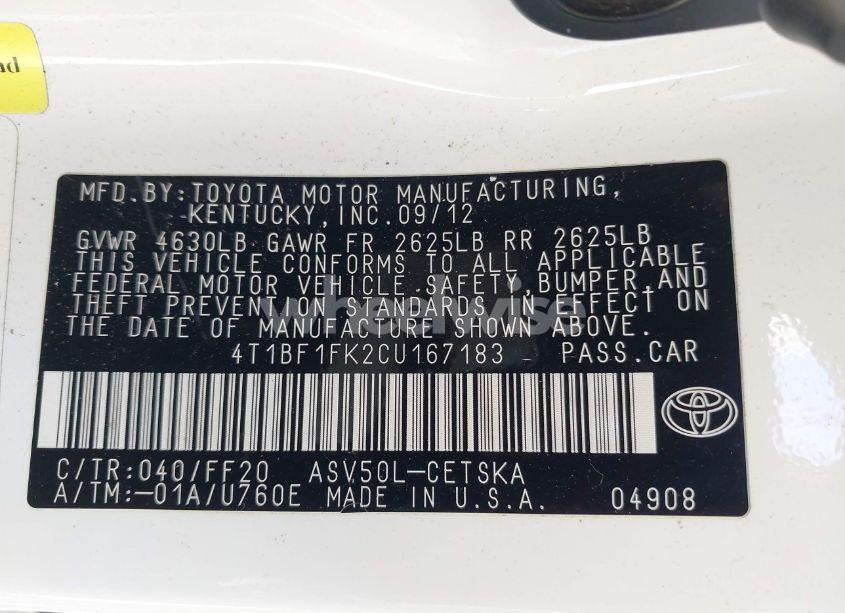 nd
MFD.BY:TOYOTA MOTOR MANUFACTURING,
KENTUCKY,INC.09/12
GVWR 4630LB GAWR FR 2625LB RR 2625LB
THIS VEHICLE CONFORMS TO ALL APPLICABLE
FEDERAL MOTOR VEHICLE SAFETY,BUMPER,AND
THEFT PREVENTION STANDARDS IN EFFECT ON
THE DATE OF MANUFACTURE SHOWN ABOVE.
wheelwise
4T1BF1FK2CU167183 PASS.CAR
C/TR:040/FF20 ASV50L-CETSKA
A/TM:-01A/U760E MADE IN U.S.A. 04908